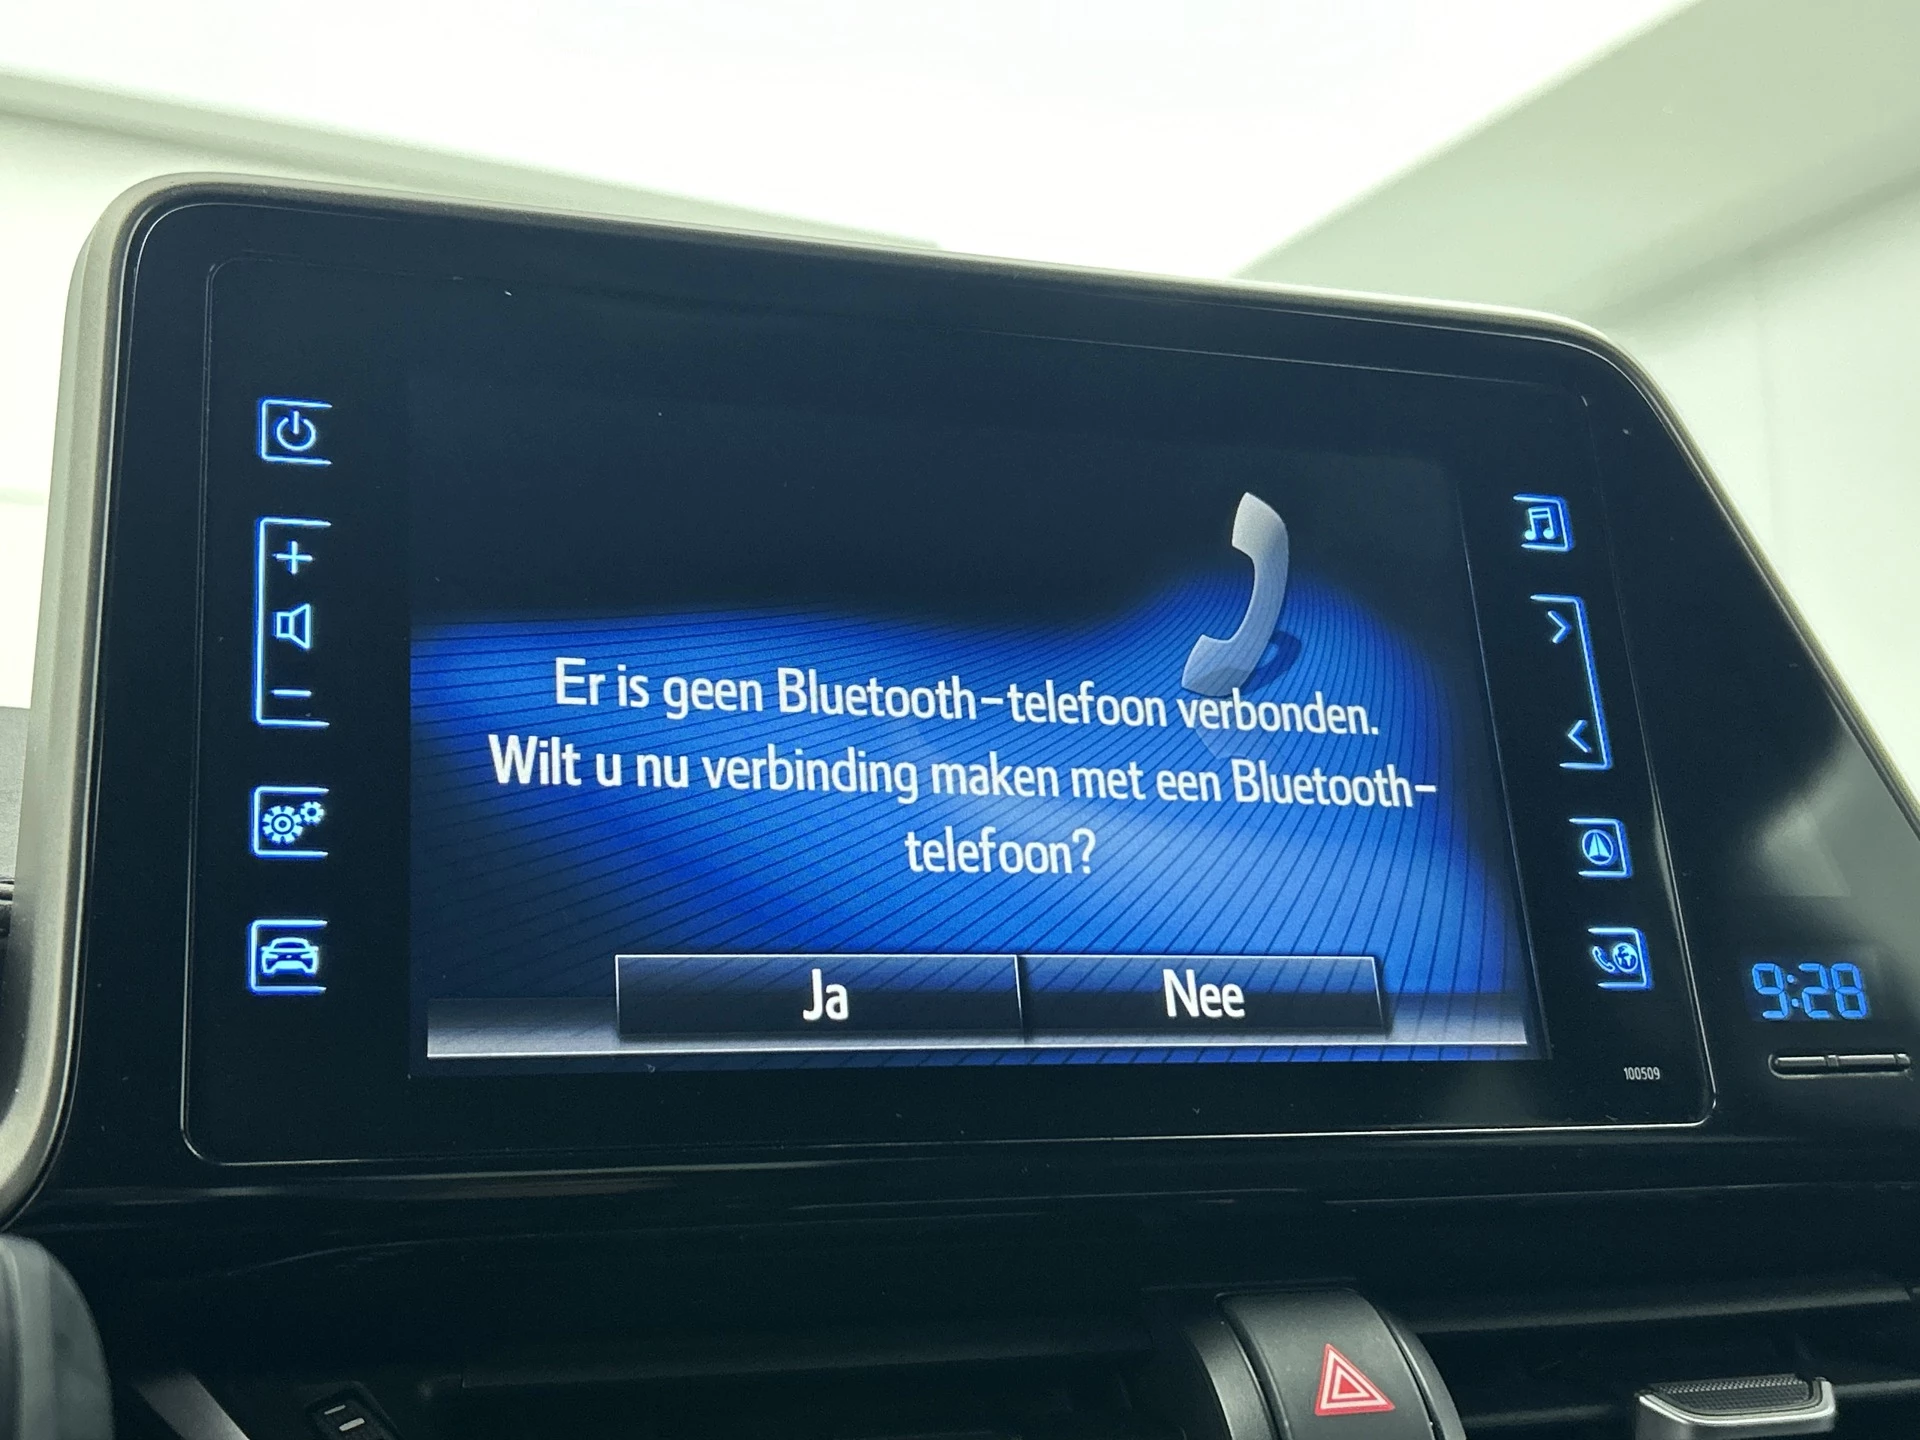 Er is geen Bluetooth-telefoon verbonden.
Wilt u nu verbinding maken met een Bluetooth-
telefoon?
Ja
Nee
100509
9:28